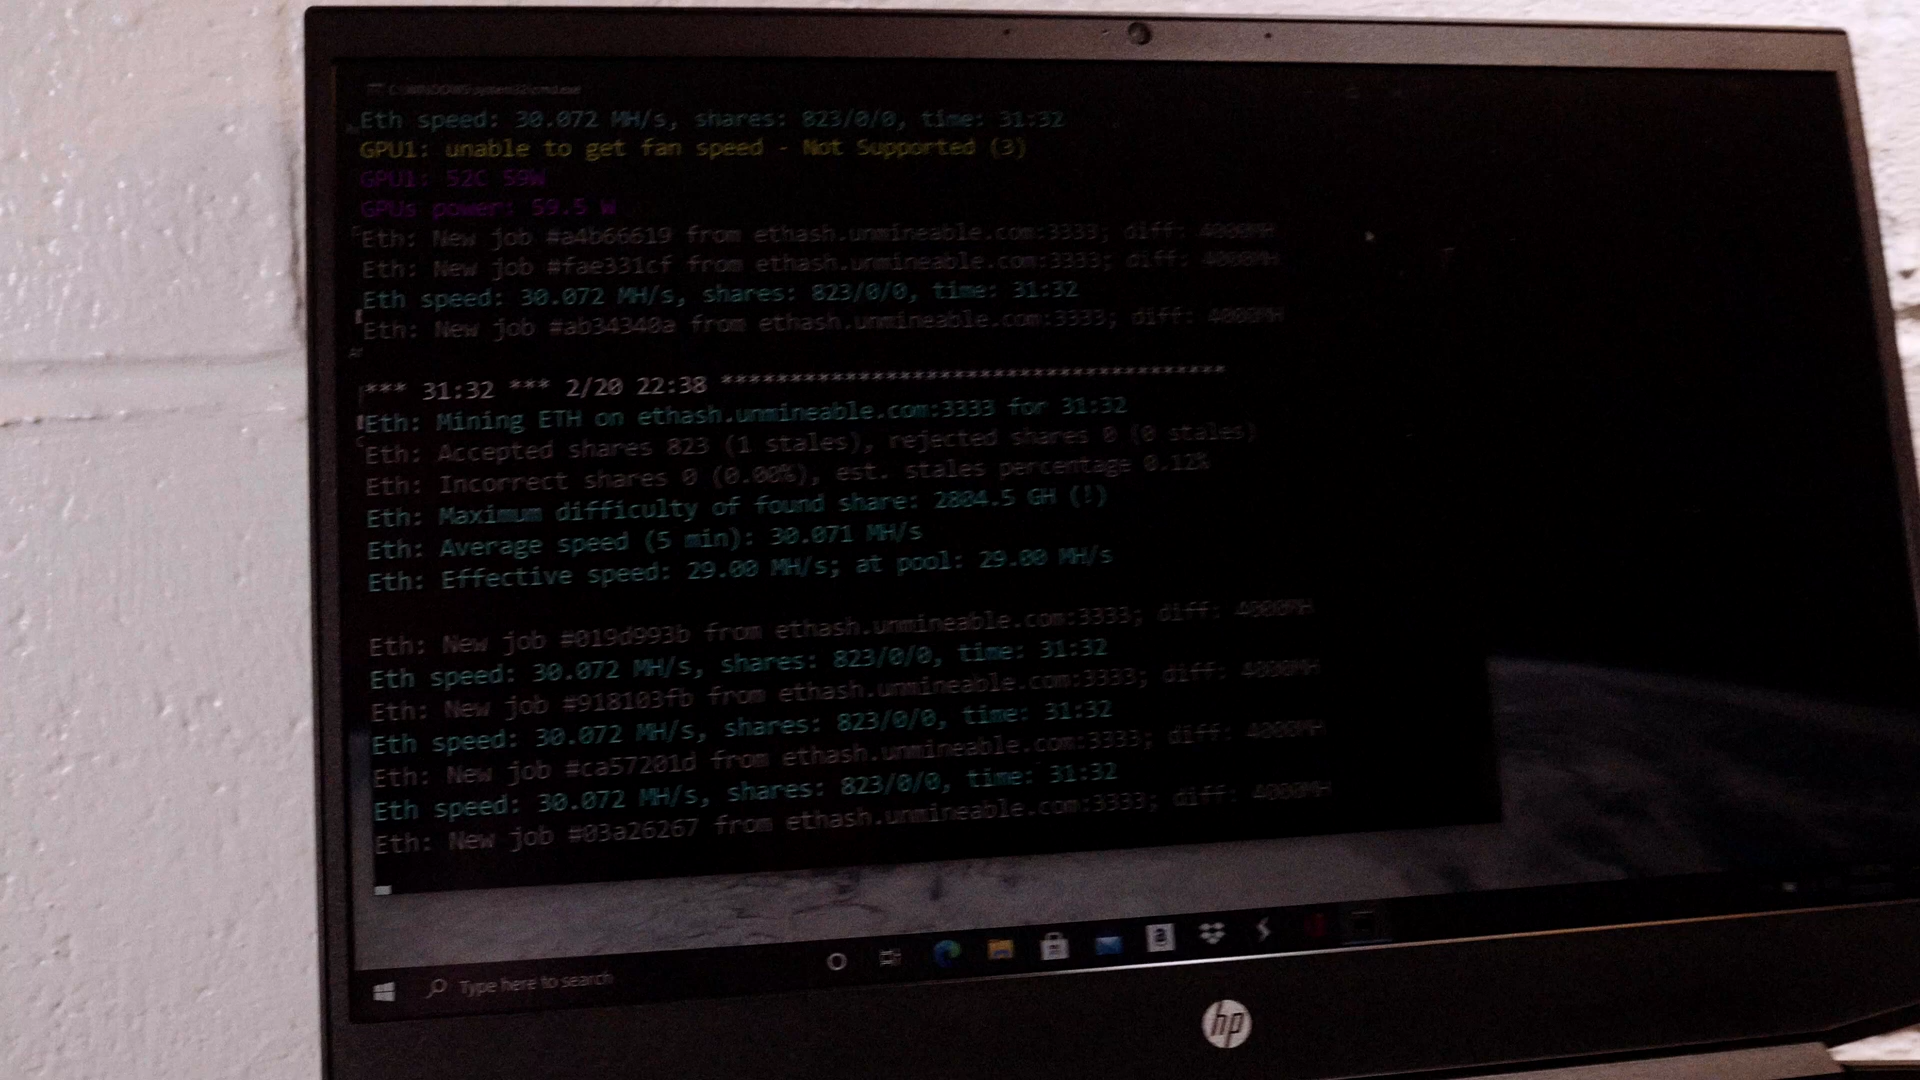 C:\WINDOWS\system32\cmd.exe
Eth speed: 30.072 MH/s, shares: 823/0/0, time: 31:32
GPU1: unable to get fan speed - Not Supported (3)
GPU1: 52C 59W
GPUs power: 59.5 W
Eth: New job #a4b66619 from ethash.unmineable.com:3333; diff: 4000MH
Eth: New job #fae331cf from ethash.unmineable.com:3333; diff: 4000MH
Eth speed: 30.072 MH/s, shares: 823/0/0, time: 31:32
Eth: New job #ab34340a from ethash.unmineable.com:3333; diff: 4000MH
*** 31:32 *** 2/20 22:38 **************************************
Eth: Mining ETH on ethash.unmineable.com:3333 for 31:32
Eth: Accepted shares 823 (1 stales), rejected shares 0 (0 stales)
Eth: Incorrect shares 0 (0.00%), est. stales percentage 0.12%
Eth: Maximum difficulty of found share: 2804.5 GH (!)
Eth: Average speed (5 min): 30.071 MH/s
Eth: Effective speed: 29.00 MH/s; at pool: 29.00 MH/s
Eth: New job #019d993b from ethash.unmineable.com:3333; diff: 4000MH
Eth speed: 30.072 MH/s, shares: 823/0/0, time: 31:32
Eth: New job #918103fb from ethash.unmineable.com:3333; diff: 4000MH
Eth speed: 30.072 MH/s, shares: 823/0/0, time: 31:32
Eth: New job #ca57201d from ethash.unmineable.com:3333; diff: 4000MH
Eth speed: 30.072 MH/s, shares: 823/0/0, time: 31:32
Eth: New job #03a26267 from ethash.unmineable.com:3333; diff: 4000MH
Type here to search
hp